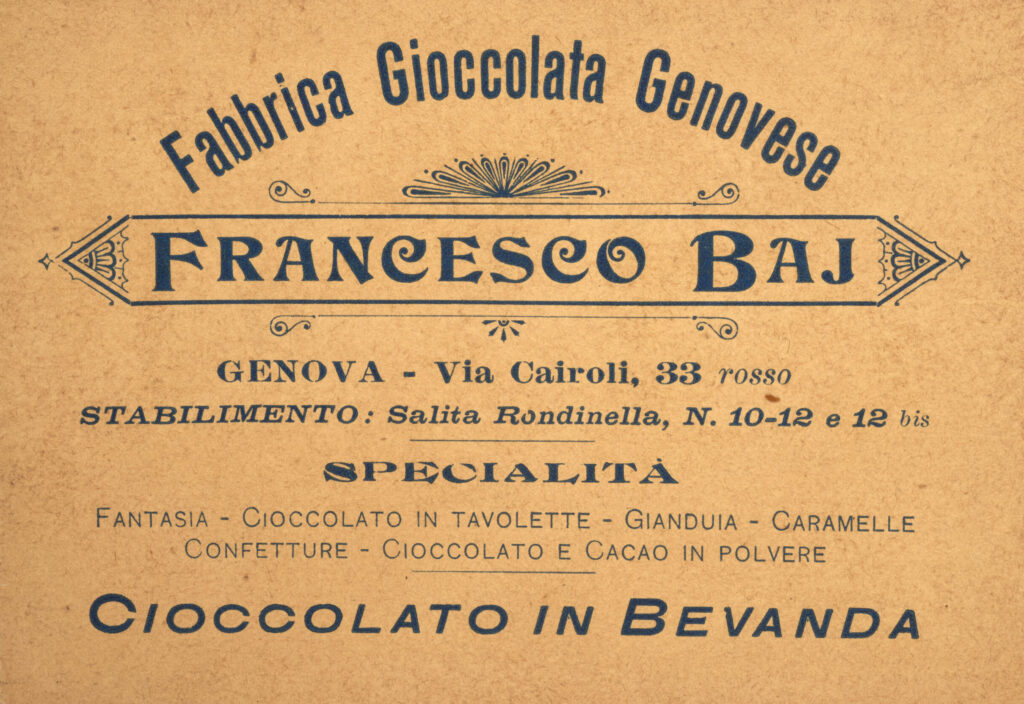 Fabbrica Gioccolata Genovese
FRANCESCO BAJ
GENOVA - Via Cairoli, 33 rosso
STABILIMENTO: Salita Rondinella, N. 10-12 e 12 bis
SPECIALITÀ
FANTASIA - CIOCCOLATO IN TAVOLETTE - GIANDUIA - CARAMELLE
CONFETTURE - CIOCCOLATO E CACAO IN POLVERE
CIOCCOLATO IN BEVANDA